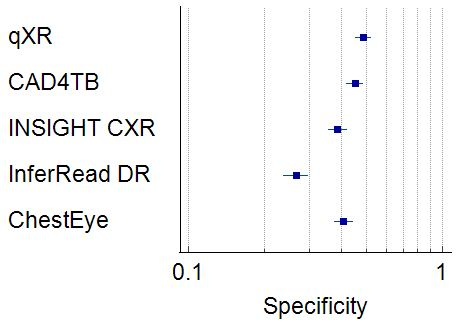 qXR
CAD4TB
INSIGHT CXR
InferRead DR
ChestEye
0.1 1
Specificity